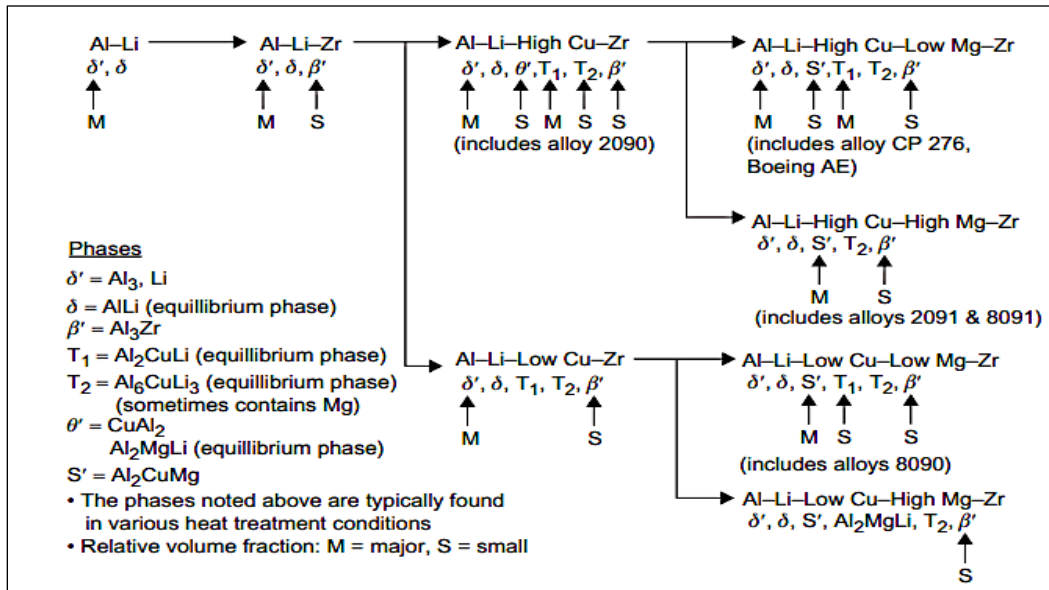 Al–Li
δ′, δ
M
Al–Li–Zr
δ′, δ, β′
M S
Al–Li–High Cu–Zr
δ′, δ, θ′,T₁, T₂, β′
M S M S S
(includes alloy 2090)
Al–Li–High Cu–Low Mg–Zr
δ′, δ, S′,T₁, T₂, β′
M S M S
(includes alloy CP 276,
Boeing AE)
Al–Li–High Cu–High Mg–Zr
δ′, δ, S′, T₂, β′
M S
(includes alloys 2091 & 8091)
Al–Li–Low Cu–Zr
δ′, δ, T₁, T₂, β′
M S
Al–Li–Low Cu–Low Mg–Zr
δ′, δ, S′, T₁, T₂, β′
M S S
(includes alloys 8090)
Al–Li–Low Cu–High Mg–Zr
δ′, δ, S′, Al₂MgLi, T₂, β′
S
Phases
δ′ = Al₃, Li
δ = AlLi (equillibrium phase)
β′ = Al₃Zr
T₁ = Al₂CuLi (equillibrium phase)
T₂ = Al₆CuLi₃ (equillibrium phase)
(sometimes contains Mg)
θ′ = CuAl₂
Al₂MgLi (equillibrium phase)
S′ = Al₂CuMg
• The phases noted above are typically found
in various heat treatment conditions
• Relative volume fraction: M = major, S = small